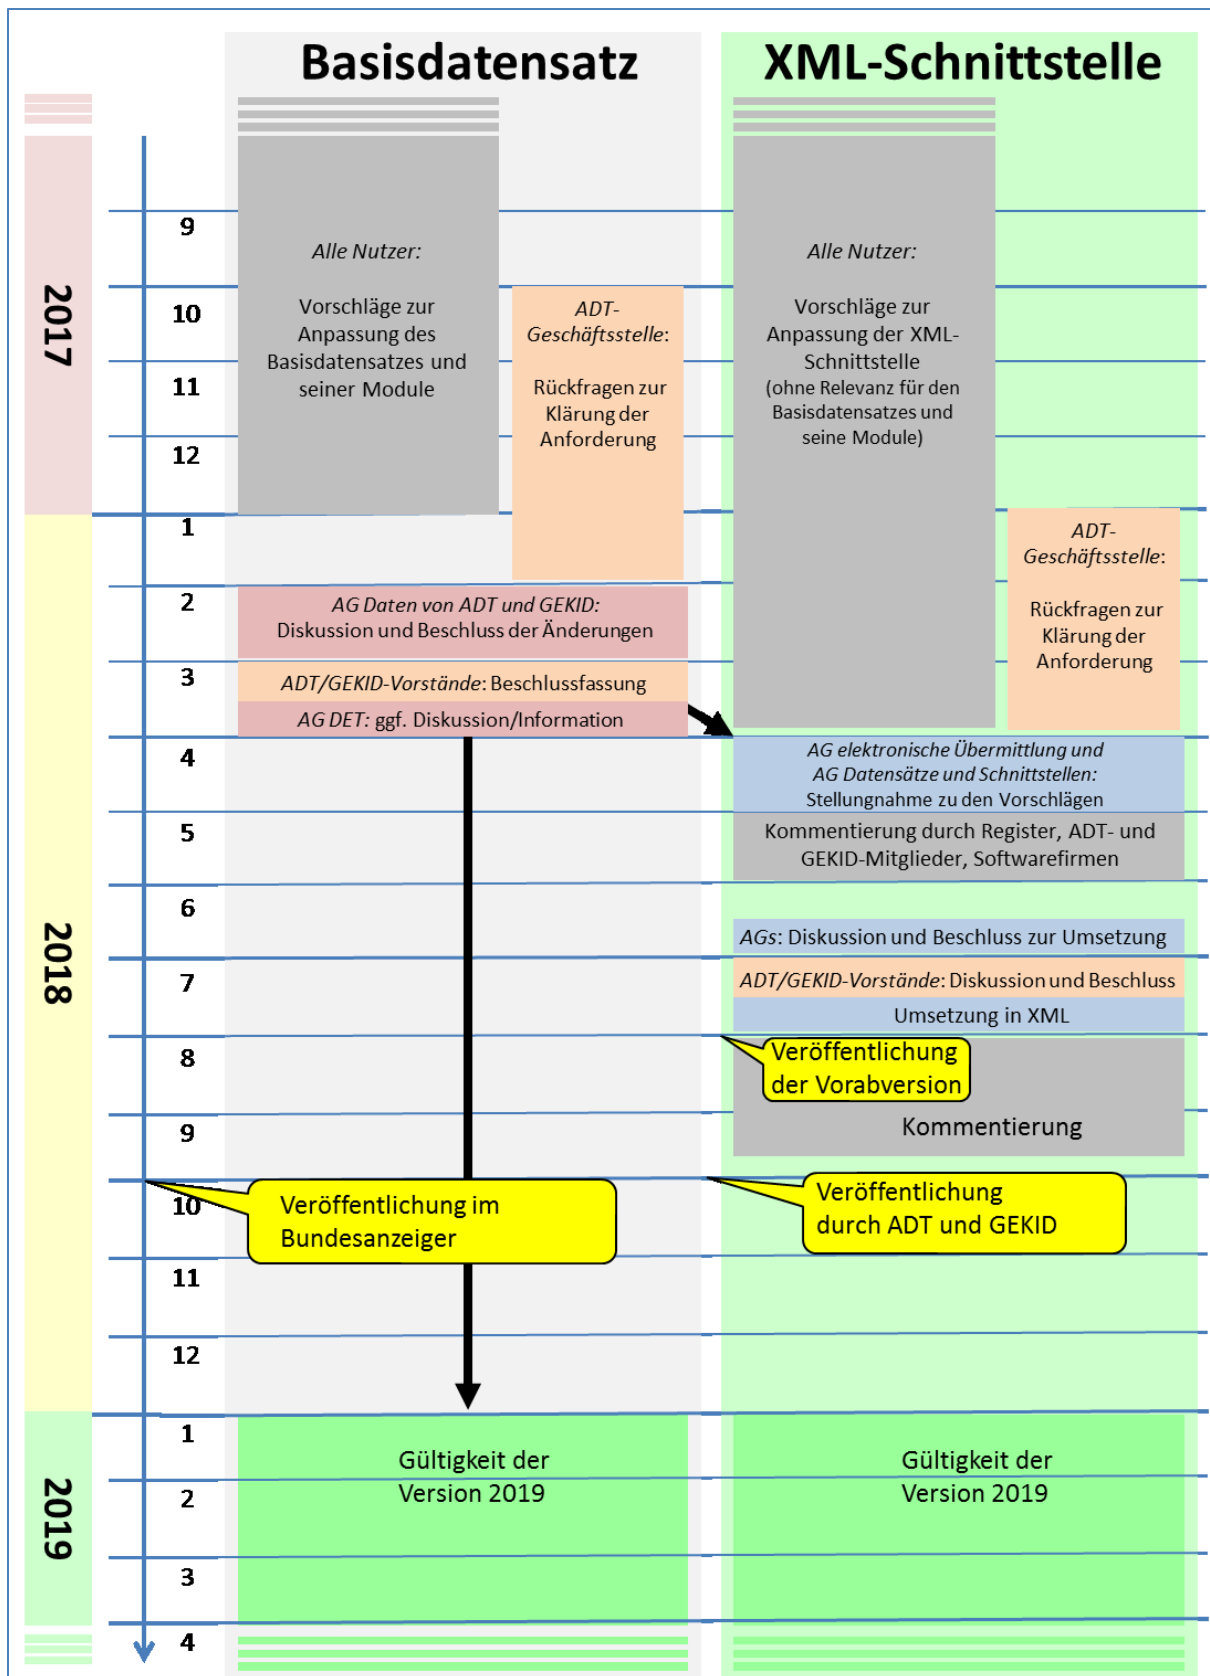 Basisdatensatz
XML-Schnittstelle
2017
9
10
11
12
Alle Nutzer:
Vorschläge zur
Anpassung des
Basisdatensatzes und
seiner Module
ADT-
Geschäftsstelle:
Rückfragen zur
Klärung der
Anforderung
Alle Nutzer:
Vorschläge zur
Anpassung der XML-
Schnittstelle
(ohne Relevanz für den
Basisdatensatzes und
seine Module)
2018
1
2
3
4
5
6
7
8
9
10
11
12
ADT-
Geschäftsstelle:
Rückfragen zur
Klärung der
Anforderung
AG Daten von ADT und GEKID:
Diskussion und Beschluss der Änderungen
ADT/GEKID-Vorstände: Beschlussfassung
AG DET: ggf. Diskussion/Information
AG elektronische Übermittlung und
AG Datensätze und Schnittstellen:
Stellungnahme zu den Vorschlägen
Kommentierung durch Register, ADT- und
GEKID-Mitglieder, Softwarefirmen
AGs: Diskussion und Beschluss zur Umsetzung
ADT/GEKID-Vorstände: Diskussion und Beschluss
Umsetzung in XML
Veröffentlichung
der Vorabversion
Kommentierung
Veröffentlichung im
Bundesanzeiger
Veröffentlichung
durch ADT und GEKID
2019
1
2
3
4
Gültigkeit der
Version 2019
Gültigkeit der
Version 2019